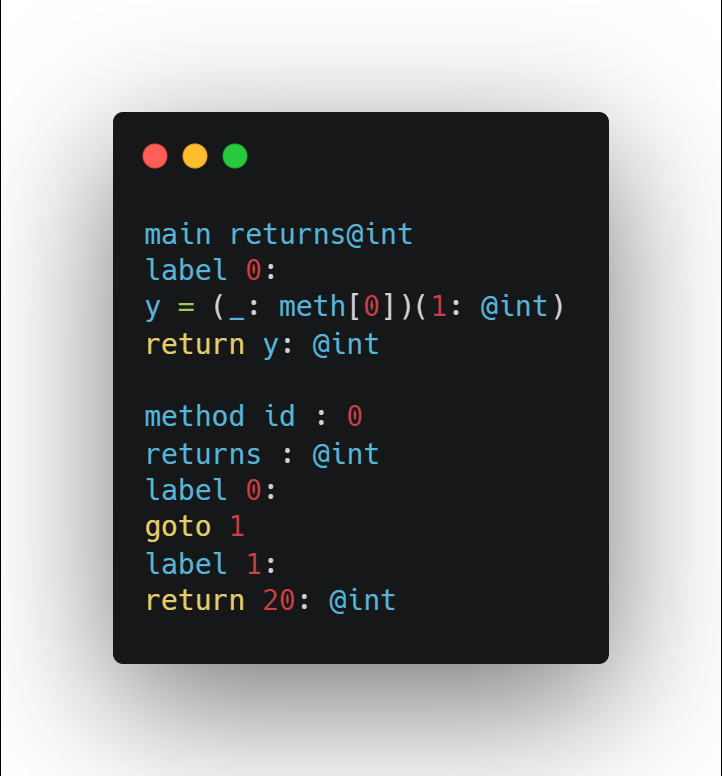 main returns@int
label 0:
y = (_: meth[0])(1: @int)
return y: @int

method id : 0
returns : @int
label 0:
goto 1
label 1:
return 20: @int